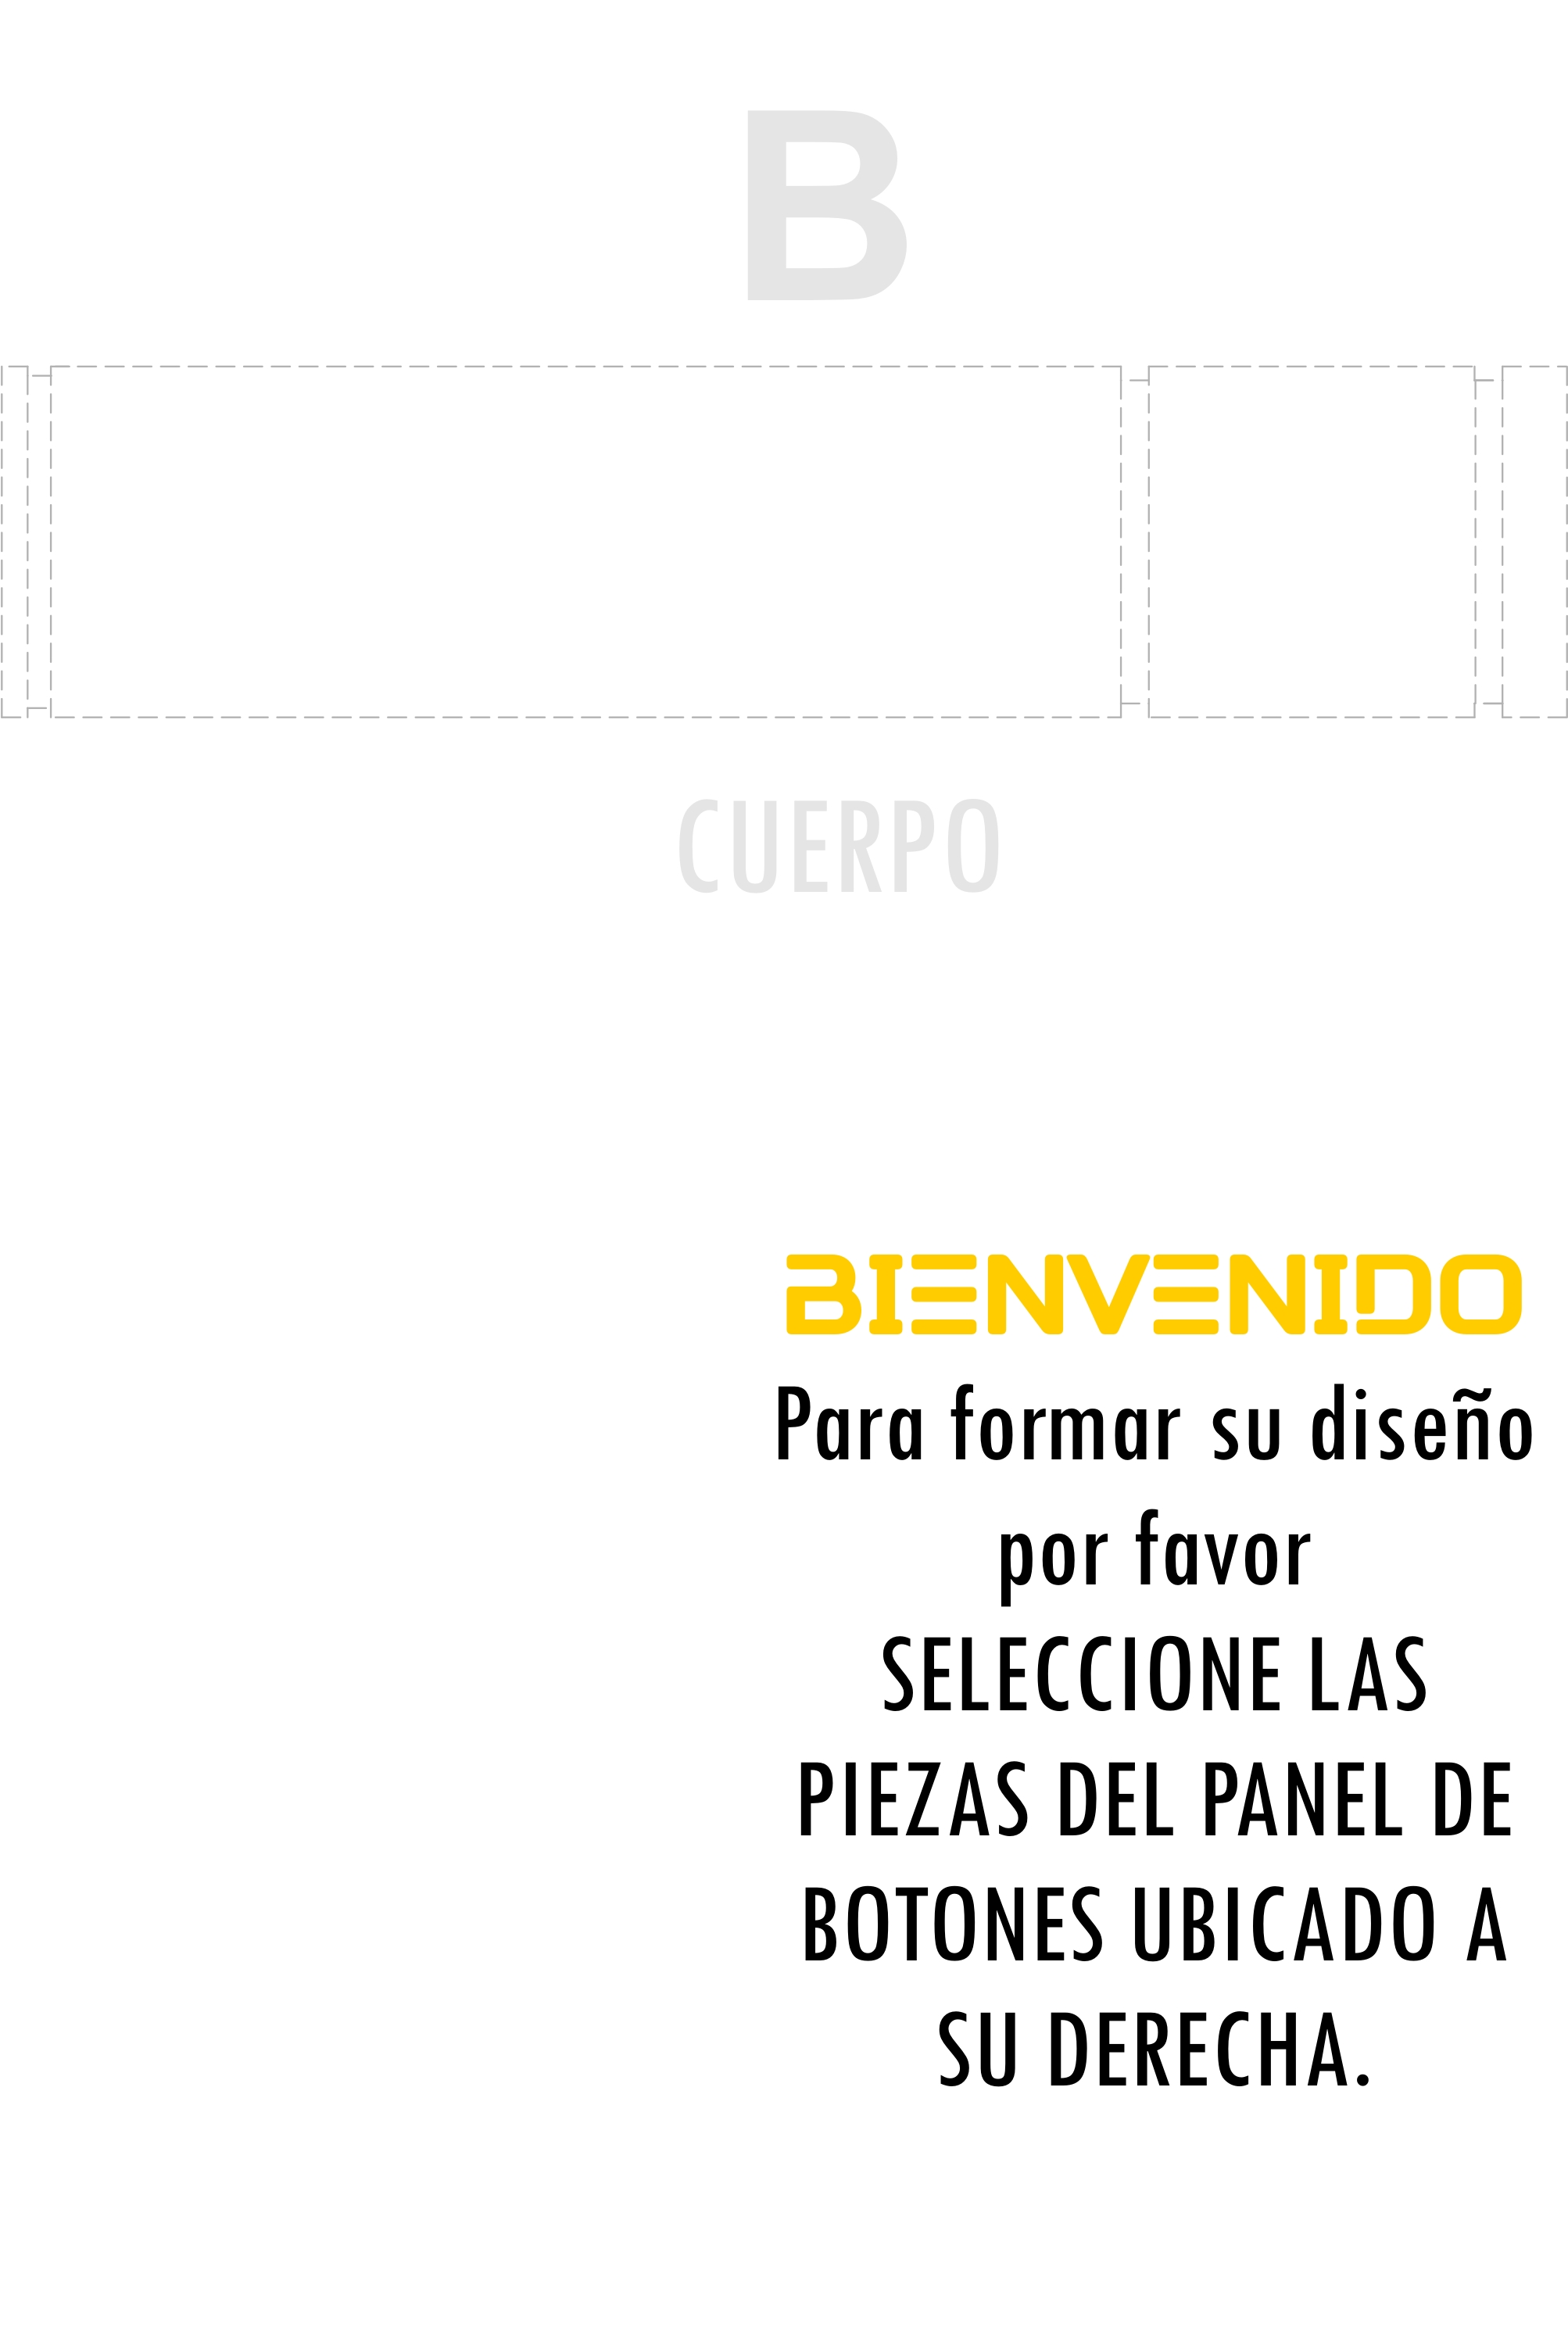 B
CUERPO
BIENVENIDO
Para formar su diseño
por favor
SELECCIONE LAS
PIEZAS DEL PANEL DE
BOTONES UBICADO A
SU DERECHA.